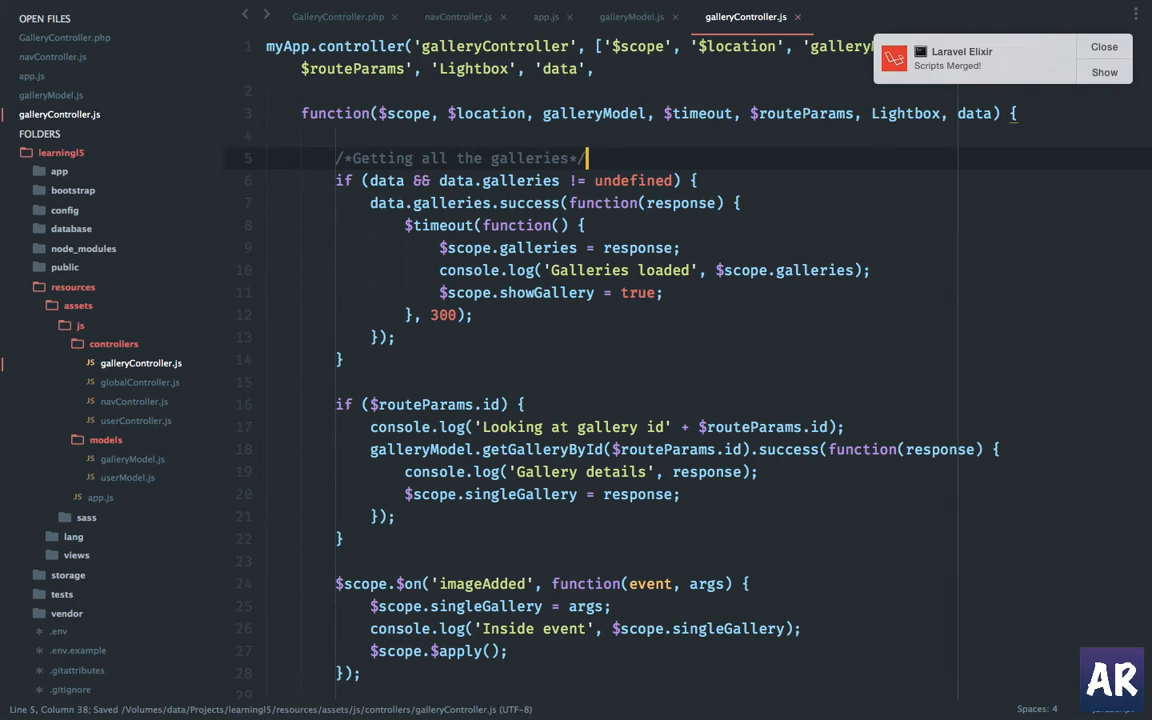 OPEN FILES
GalleryController.php
navController.js
app.js
galleryModel.js
galleryController.js
FOLDERS
learningl5
app
bootstrap
config
database
node_modules
public
resources
assets
js
controllers
JS galleryController.js
JS globalController.js
JS navController.js
JS userController.js
models
JS galleryModel.js
JS userModel.js
JS app.js
sass
lang
views
storage
tests
vendor
* .env
* .env.example
* .gitattributes
* .gitignore
GalleryController.php × navController.js × app.js × galleryModel.js × galleryController.js ×
1 myApp.controller('galleryController', ['$scope', '$location',
$routeParams', 'Lightbox', 'data',
2
3 function($scope, $location, galleryModel, $timeout, $routeParams, Lightbox, data) {
4
5 /*Getting all the galleries*/
6 if (data && data.galleries != undefined) {
7 data.galleries.success(function(response) {
8 $timeout(function() {
9 $scope.galleries = response;
10 console.log('Galleries loaded', $scope.galleries);
11 $scope.showGallery = true;
12 }, 300);
13 });
14 }
15
16 if ($routeParams.id) {
17 console.log('Looking at gallery id' + $routeParams.id);
18 galleryModel.getGalleryById($routeParams.id).success(function(response) {
19 console.log('Gallery details', response);
20 $scope.singleGallery = response;
21 });
22 }
23
24 $scope.$on('imageAdded', function(event, args) {
25 $scope.singleGallery = args;
26 console.log('Inside event', $scope.singleGallery);
27 $scope.$apply();
28 });
29
Laravel Elixir
Scripts Merged!
Close
Show
AR
Line 5, Column 38; Saved /Volumes/data/Projects/learningl5/resources/assets/js/controllers/galleryController.js (UTF-8)
Spaces: 4